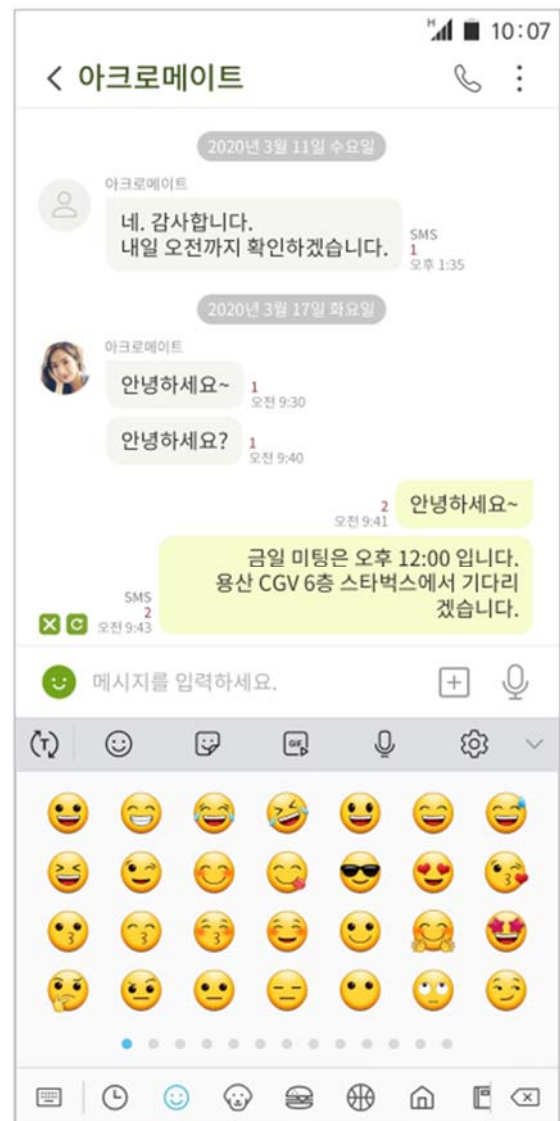 H 10:07
아크로메이트
2020년 3월 11일 수요일
아크로메이트
네. 감사합니다.
내일 오전까지 확인하겠습니다.
SMS
1
오후 1:35
2020년 3월 17일 화요일
아크로메이트
안녕하세요~
1
오전 9:30
안녕하세요?
1
오전 9:40
2
오전 9:41
안녕하세요~
금일 미팅은 오후 12:00 입니다.
용산 CGV 6층 스타벅스에서 기다리
겠습니다.
SMS
2
오전 9:43
메시지를 입력하세요.
T
GIF